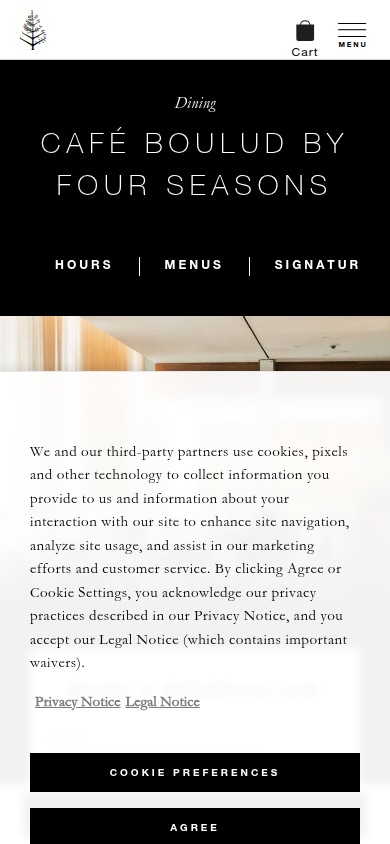 Cart
MENU
Dining
CAFÉ BOULUD BY
FOUR SEASONS
HOURS
MENUS
SIGNATUR
We and our third-party partners use cookies, pixels
and other technology to collect information you
provide to us and information about your
interaction with our site to enhance site navigation,
analyze site usage, and assist in our marketing
efforts and customer service. By clicking Agree or
Cookie Settings, you acknowledge our privacy
practices described in our Privacy Notice, and you
accept our Legal Notice (which contains important
waivers).
Privacy Notice Legal Notice
COOKIE PREFERENCES
AGREE